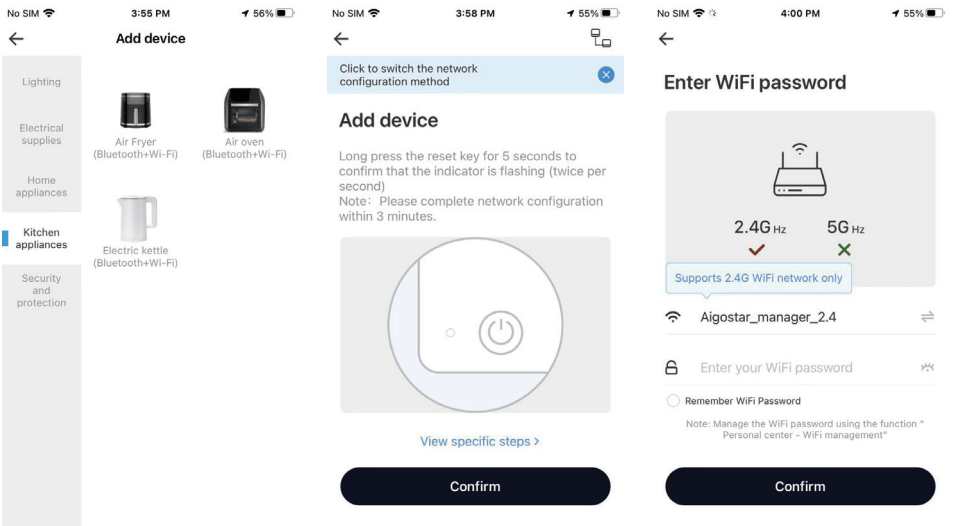 No SIM 3:55 PM 56%
Add device
Lighting
Electrical
supplies
Home
appliances
Kitchen
appliances
Security
and
protection
Air Fryer
(Bluetooth+Wi-Fi)
Air oven
(Bluetooth+Wi-Fi)
Electric kettle
(Bluetooth+Wi-Fi)
No SIM 3:58 PM 55%
Click to switch the network
configuration method
Add device
Long press the reset key for 5 seconds to
confirm that the indicator is flashing (twice per
second)
Note: Please complete network configuration
within 3 minutes.
View specific steps >
Confirm
No SIM 4:00 PM 55%
Enter WiFi password
2.4G Hz 5G Hz
Supports 2.4G WiFi network only
Aigostar_manager_2.4
Enter your WiFi password
Remember WiFi Password
Note: Manage the WiFi password using the function "
Personal center - WiFi management"
Confirm